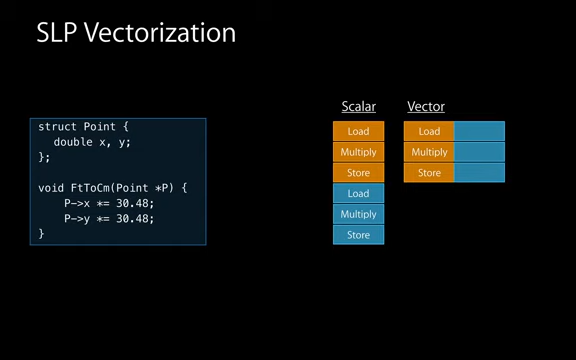 SLP Vectorization
struct Point {
double x, y;
};
void FtToCm(Point *P) {
P->x *= 30.48;
P->y *= 30.48;
}
Scalar
Load
Multiply
Store
Load
Multiply
Store
Vector
Load
Multiply
Store